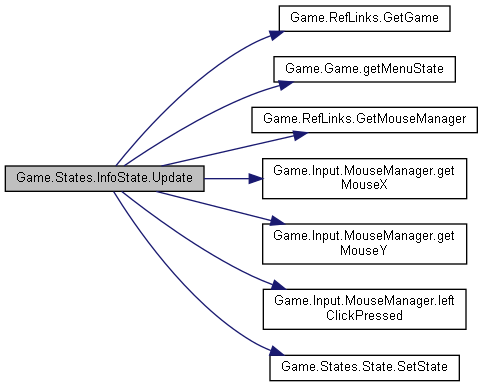 Game.RefLinks.GetGame
Game.Game.getMenuState
Game.RefLinks.GetMouseManager
Game.States.InfoState.Update
Game.Input.MouseManager.get
MouseX
Game.Input.MouseManager.get
MouseY
Game.Input.MouseManager.left
ClickPressed
Game.States.State.SetState